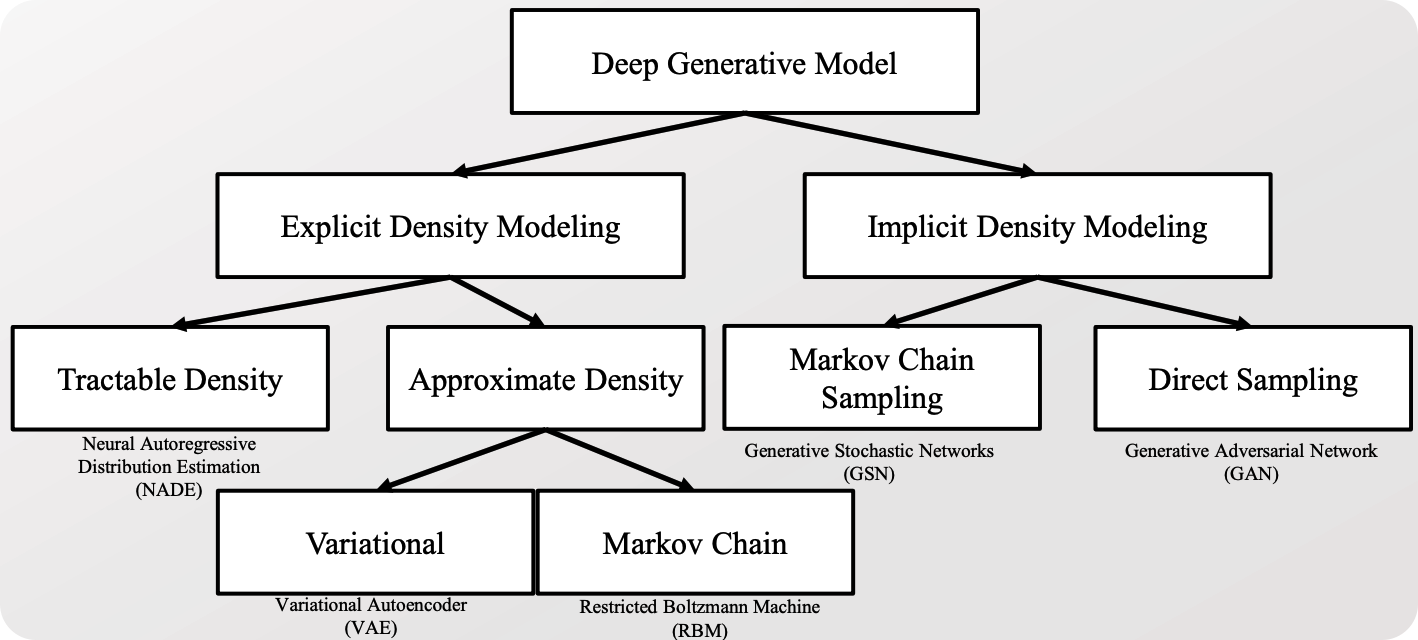 Deep Generative Model
Explicit Density Modeling
Implicit Density Modeling
Tractable Density
Approximate Density
Markov Chain
Sampling
Direct Sampling
Neural Autoregressive
Distribution Estimation
(NADE)
Generative Stochastic Networks
(GSN)
Generative Adversarial Network
(GAN)
Variational
Markov Chain
Variational Autoencoder
(VAE)
Restricted Boltzmann Machine
(RBM)